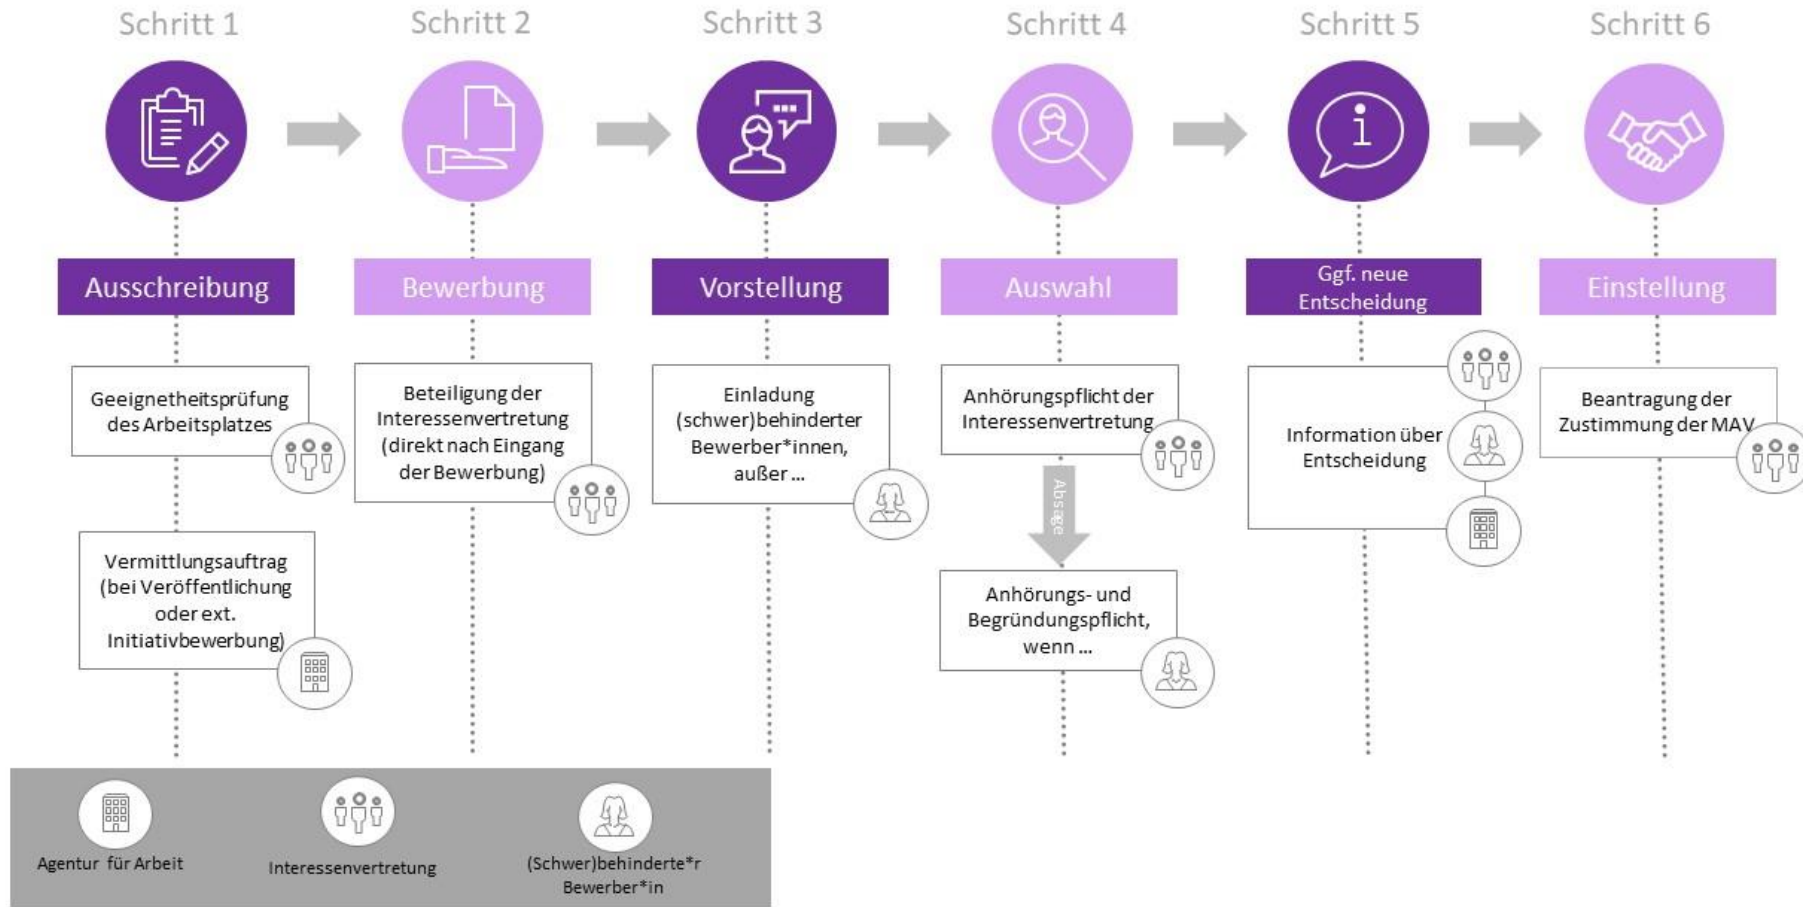 Schritt 1
Schritt 2
Schritt 3
Schritt 4
Schritt 5
Schritt 6
Ausschreibung
Bewerbung
Vorstellung
Auswahl
Ggf. neue
Entscheidung
Einstellung
Geeignetheitsprüfung
des Arbeitsplatzes
Vermittlungsauftrag
(bei Veröffentlichung
oder ext.
Initiativbewerbung)
Beteiligung der
Interessenvertretung
(direkt nach Eingang
der Bewerbung)
Einladung
(schwer)behinderter
Bewerber*innen,
außer ...
Anhörungspflicht der
Interessenvertretung
Absage
Anhörungs- und
Begründungspflicht,
wenn ...
Information über
Entscheidung
Beantragung der
Zustimmung der MAV
Agentur für Arbeit
Interessenvertretung
(Schwer)behinderte*r
Bewerber*in